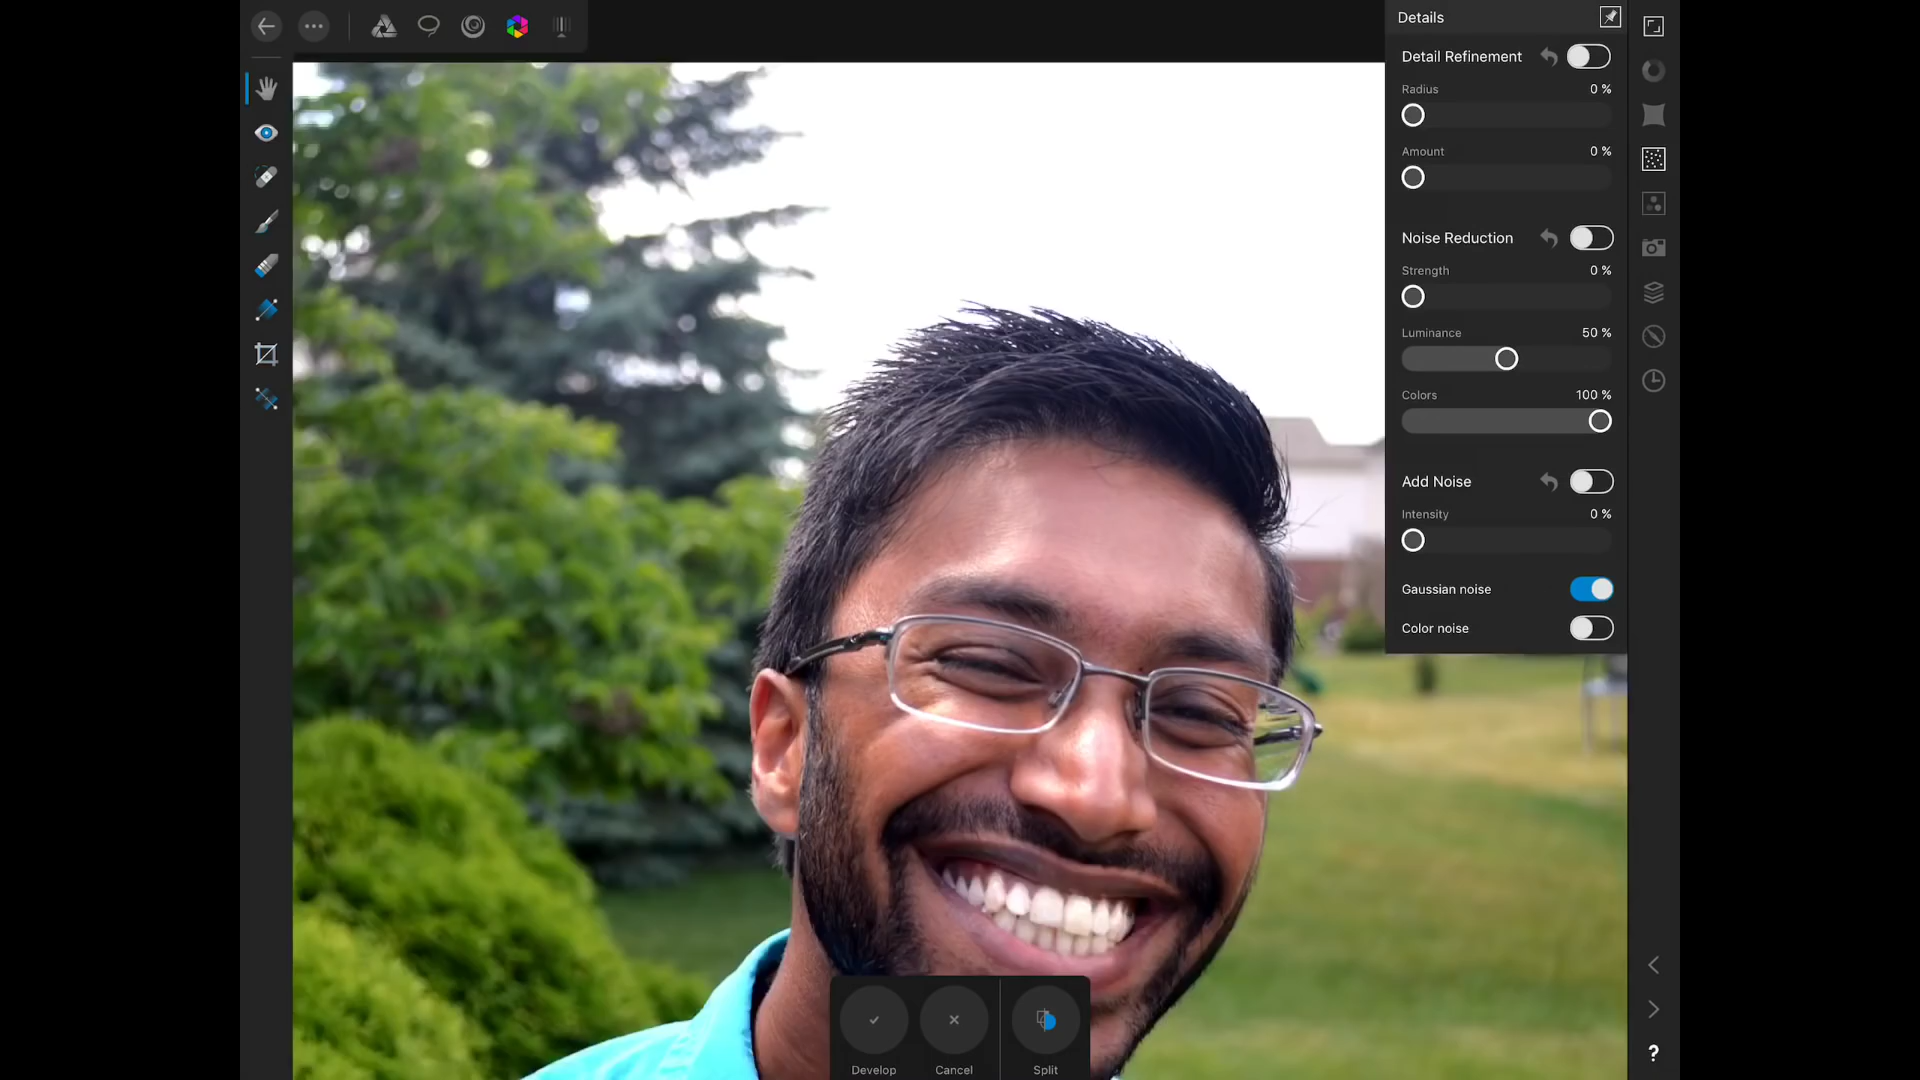 Details
Detail Refinement
Radius 0 %
Amount 0 %
Noise Reduction
Strength 0 %
Luminance 50 %
Colors 100 %
Add Noise
Intensity 0 %
Gaussian noise
Color noise
?
Develop Cancel Split